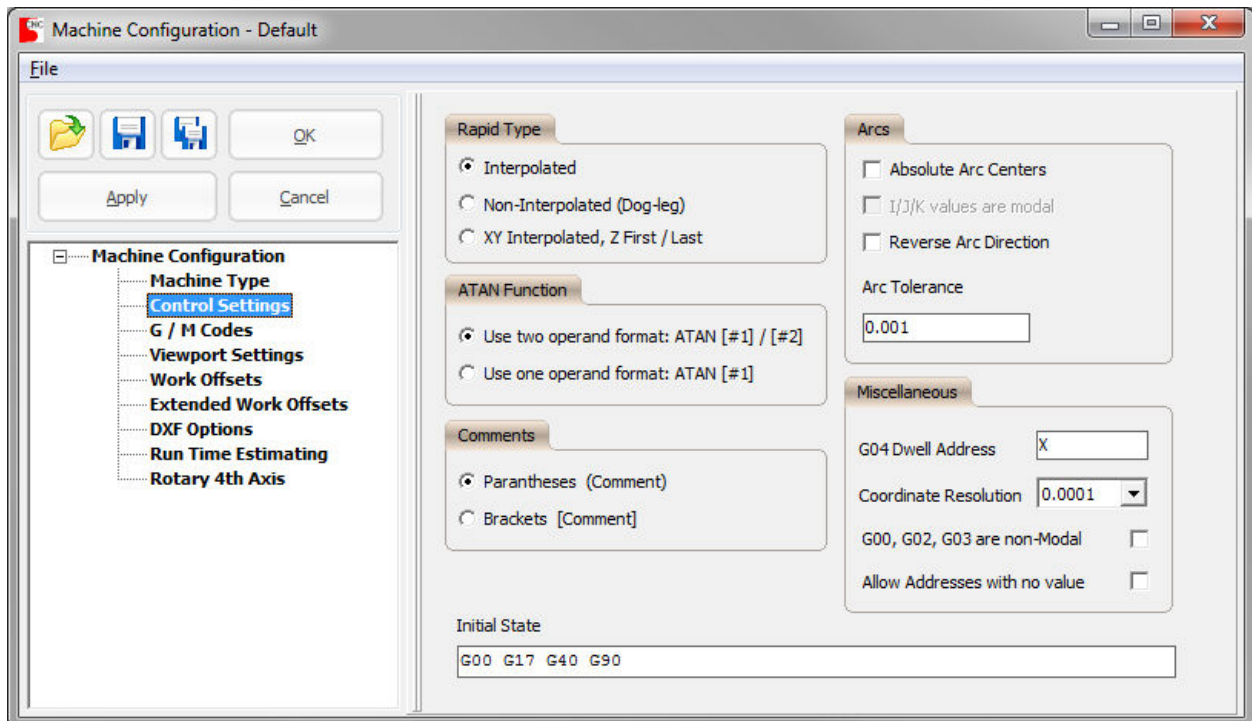 CNC
Machine Configuration - Default
File
OK
Apply
Cancel
Machine Configuration
Machine Type
Control Settings
G / M Codes
Viewport Settings
Work Offsets
Extended Work Offsets
DXF Options
Run Time Estimating
Rotary 4th Axis
Rapid Type
Interpolated
Non-Interpolated (Dog-leg)
XY Interpolated, Z First / Last
ATAN Function
Use two operand format: ATAN [#1] / [#2]
Use one operand format: ATAN [#1]
Comments
Parantheses (Comment)
Brackets [Comment]
Arcs
Absolute Arc Centers
I/J/K values are modal
Reverse Arc Direction
Arc Tolerance
0.001
Miscellaneous
G04 Dwell Address X
Coordinate Resolution 0.0001
G00, G02, G03 are non-Modal
Allow Addresses with no value
Initial State
G00 G17 G40 G90